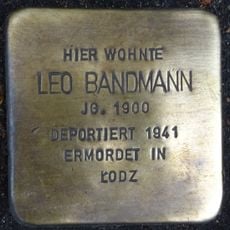 HIER WOHNTE
LEO BANDMANN
JG. 1900
DEPORTIERT 1941
ERMORDET IN
ŁODZ